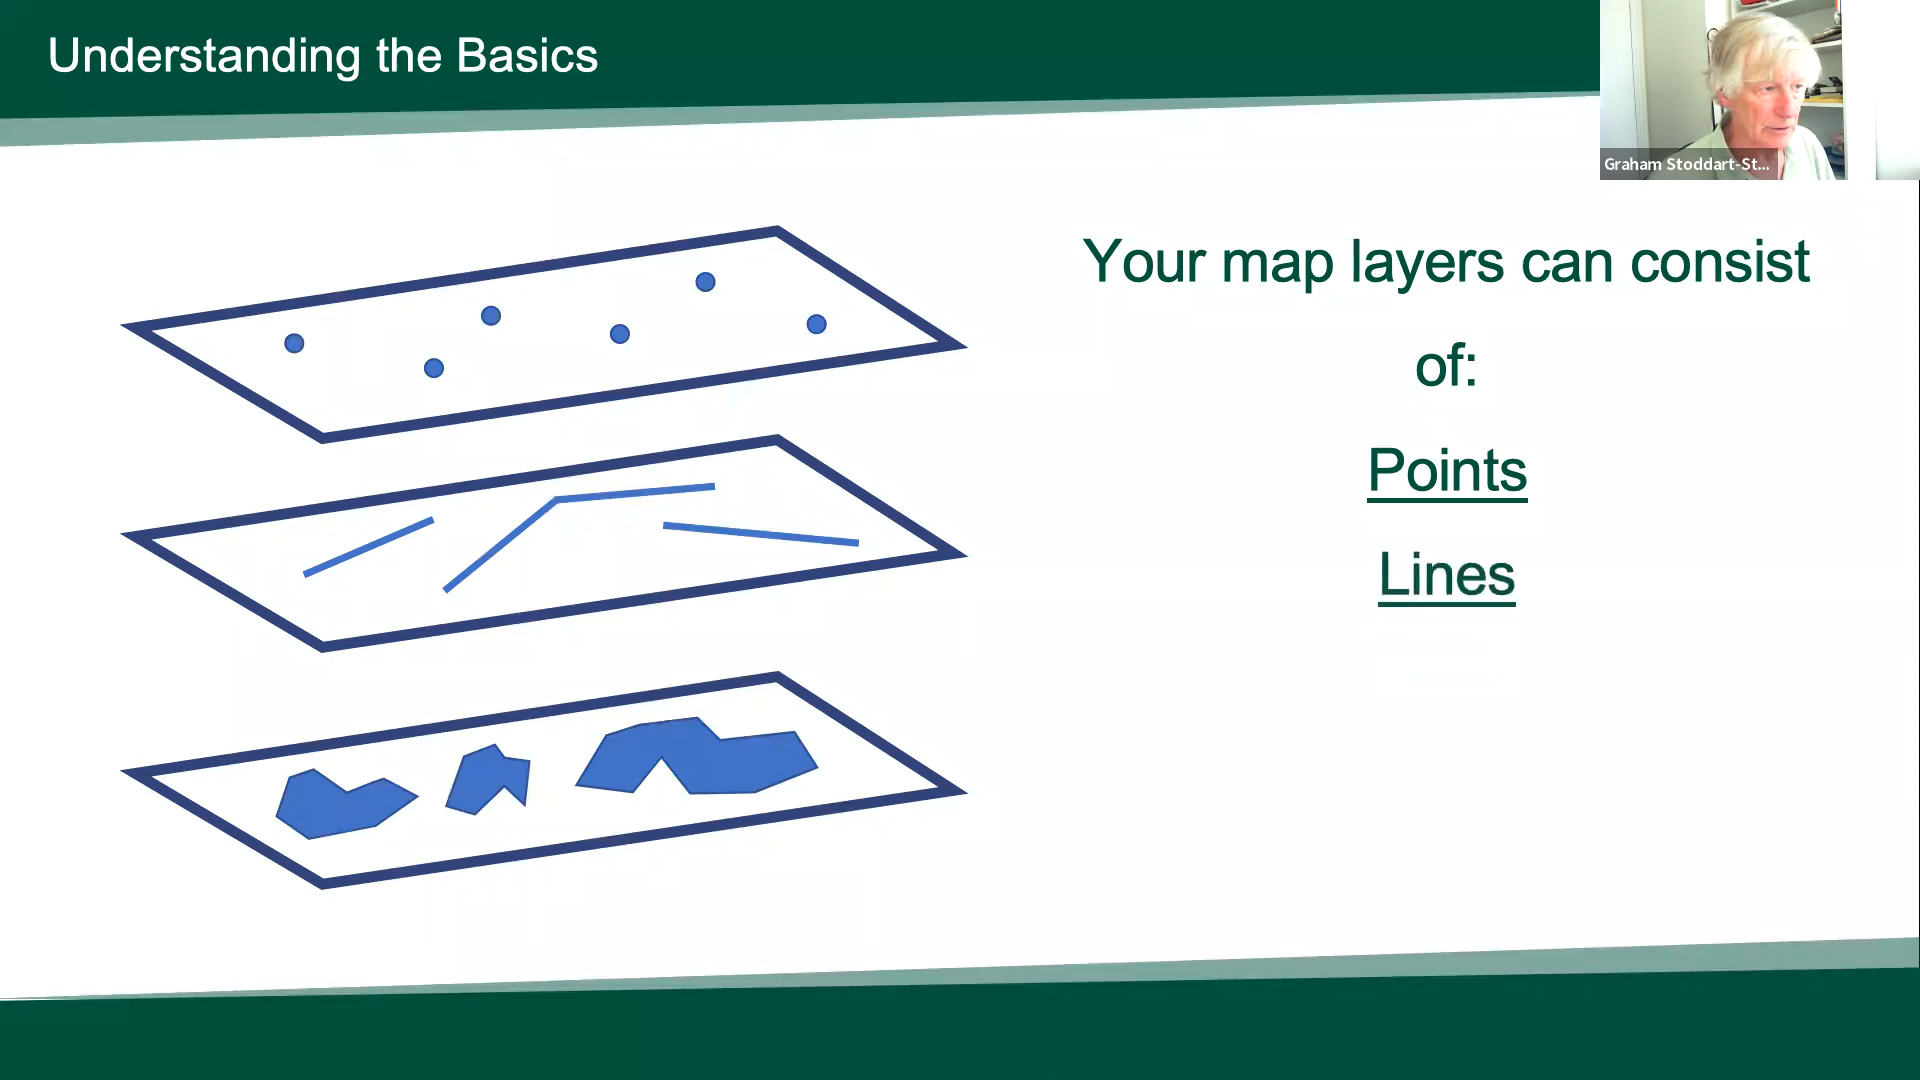 Understanding the Basics
Graham Stoddart-St...
Your map layers can consist
of:
Points
Lines